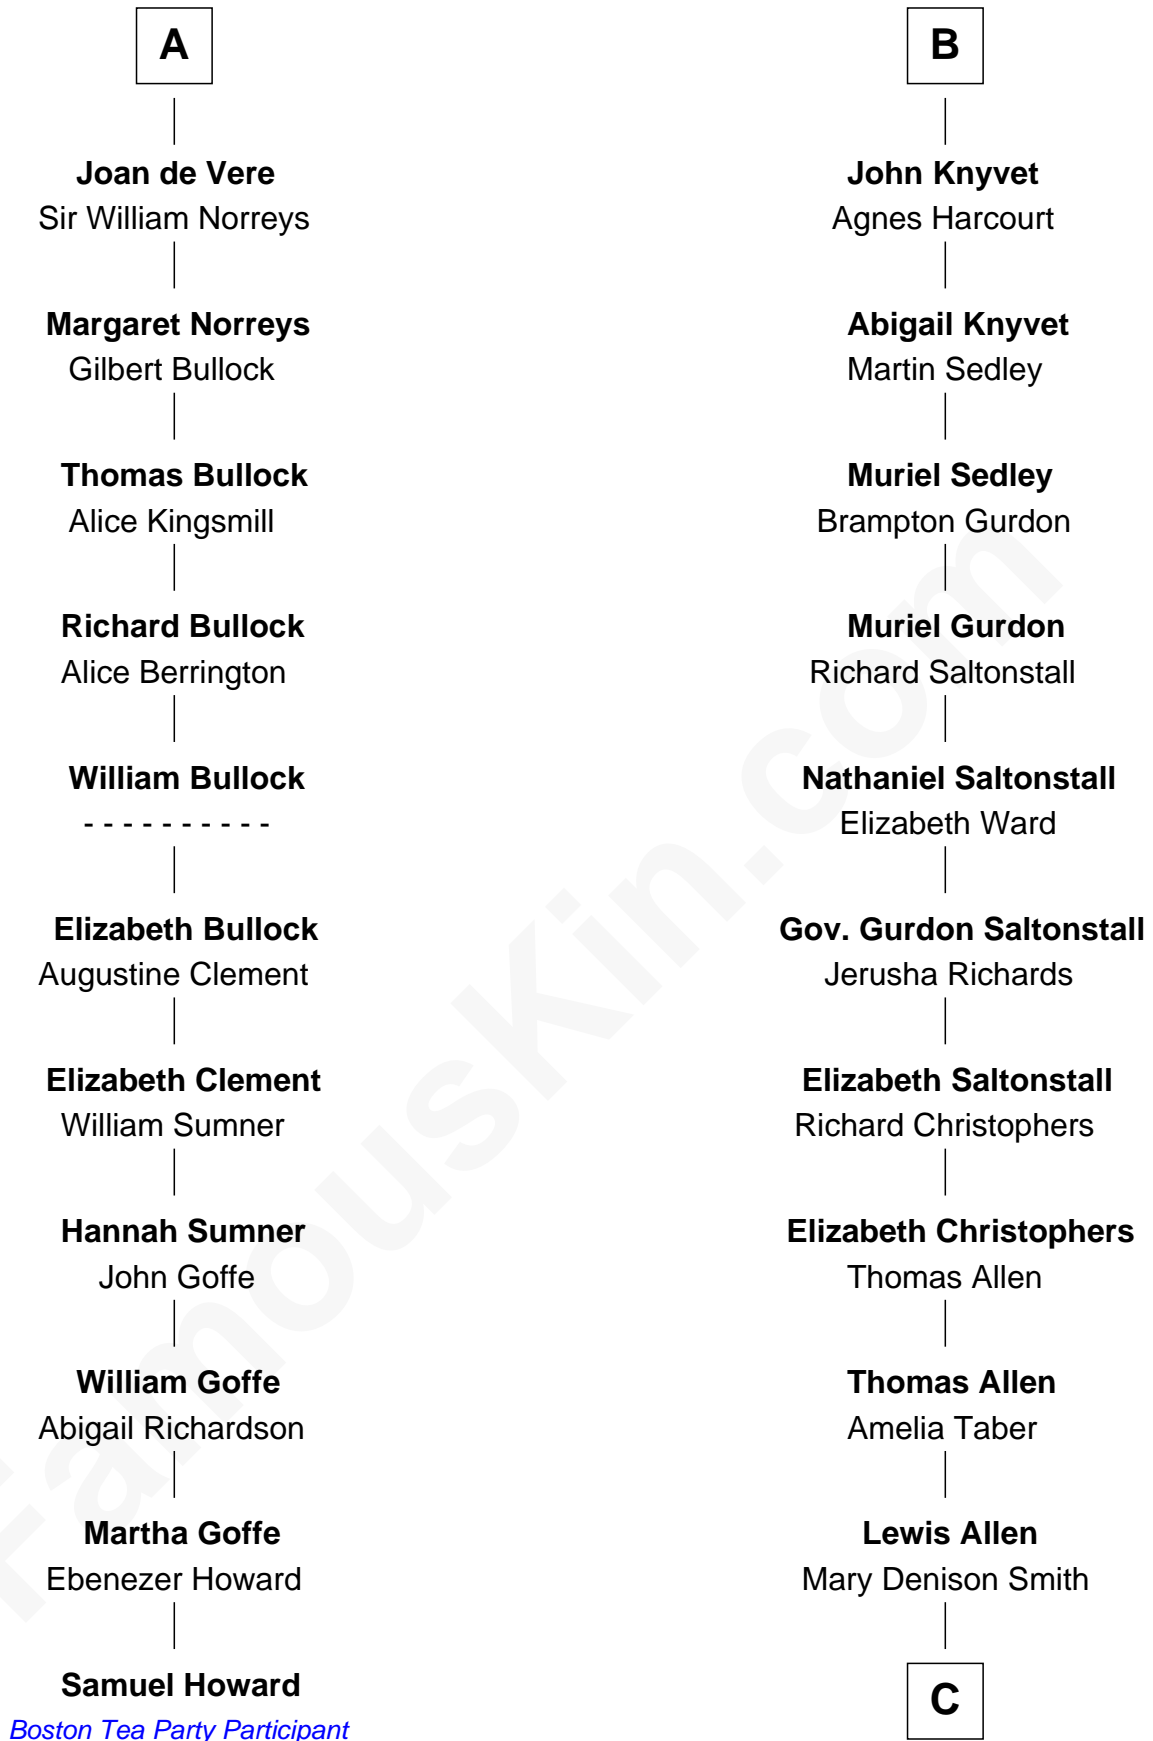 A
Joan de Vere
Sir William Norreys
Margaret Norreys
Gilbert Bullock
Thomas Bullock
Alice Kingsmill
Richard Bullock
Alice Berrington
William Bullock
- - - - - - - - - -
Elizabeth Bullock
Augustine Clement
Elizabeth Clement
William Sumner
Hannah Sumner
John Goffe
William Goffe
Abigail Richardson
Martha Goffe
Ebenezer Howard
Samuel Howard
Boston Tea Party Participant
B
John Knyvet
Agnes Harcourt
Abigail Knyvet
Martin Sedley
Muriel Sedley
Brampton Gurdon
Muriel Gurdon
Richard Saltonstall
Nathaniel Saltonstall
Elizabeth Ward
Gov. Gurdon Saltonstall
Jerusha Richards
Elizabeth Saltonstall
Richard Christophers
Elizabeth Christophers
Thomas Allen
Thomas Allen
Amelia Taber
Lewis Allen
Mary Denison Smith
C
FamousKin.com